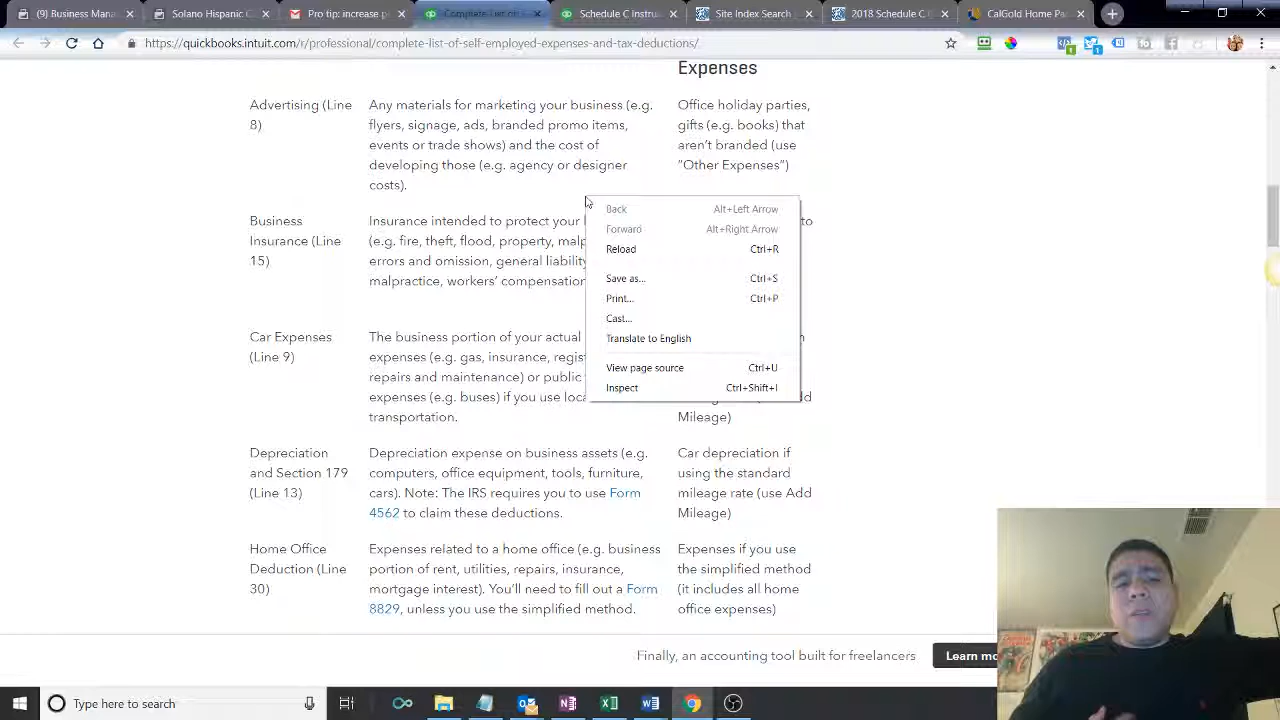 (9) Business Mana
Solano Hispanic C
Pro tip: increase p
Complete List of
Schedule C Instru
Site Index Search
2018 Schedule C
CalGold Home Pa
https://quickbooks.intuit.com/r/professional/complete-list-of-self-employed-expenses-and-tax-deductions/
1
1
Expenses
Advertising (Line
8)
Any materials for marketing your business (e.g.
flyers, signage, ads, branded promo items,
events or trade shows) and the cost of
developing those (e.g. agency or designer
costs).
Office holiday parties,
gifts (e.g. books) that
aren't branded (use
"Other Expenses")
Business
Insurance (Line
15)
Insurance intended to protect your
(e.g. fire, theft, flood, property,
errors and omission, general liability
malpractice, workers' compensation
to
Back Alt+Left Arrow
Forward Alt+Right Arrow
Reload Ctrl+R
Save as... Ctrl+S
Print... Ctrl+P
Cast...
Translate to English
View page source Ctrl+U
Inspect Ctrl+Shift+I
Car Expenses
(Line 9)
The business portion of your actual
expenses (e.g. gas, insurance,
repairs and maintenance) or public
expenses (e.g. buses) if you use
transportation.
Mileage)
Depreciation
and Section 179
(Line 13)
Depreciation expense on business assets (e.g.
computers, office equipment, tools, furniture,
cars). Note: The IRS requires you to use Form
4562 to claim these deductions.
Car depreciation if
using the standard
mileage rate (use Add
Mileage)
Home Office
Deduction (Line
30)
Expenses related to a home office (e.g. business
portion of rent, utilities, repairs, insurance,
mortgage interest). You'll need to fill out a Form
8829, unless you use the simplified method.
Expenses if you use
the simplified method
(it includes all home
office expenses)
Finally, an accounting tool built for freelancers
Learn mo
Type here to search